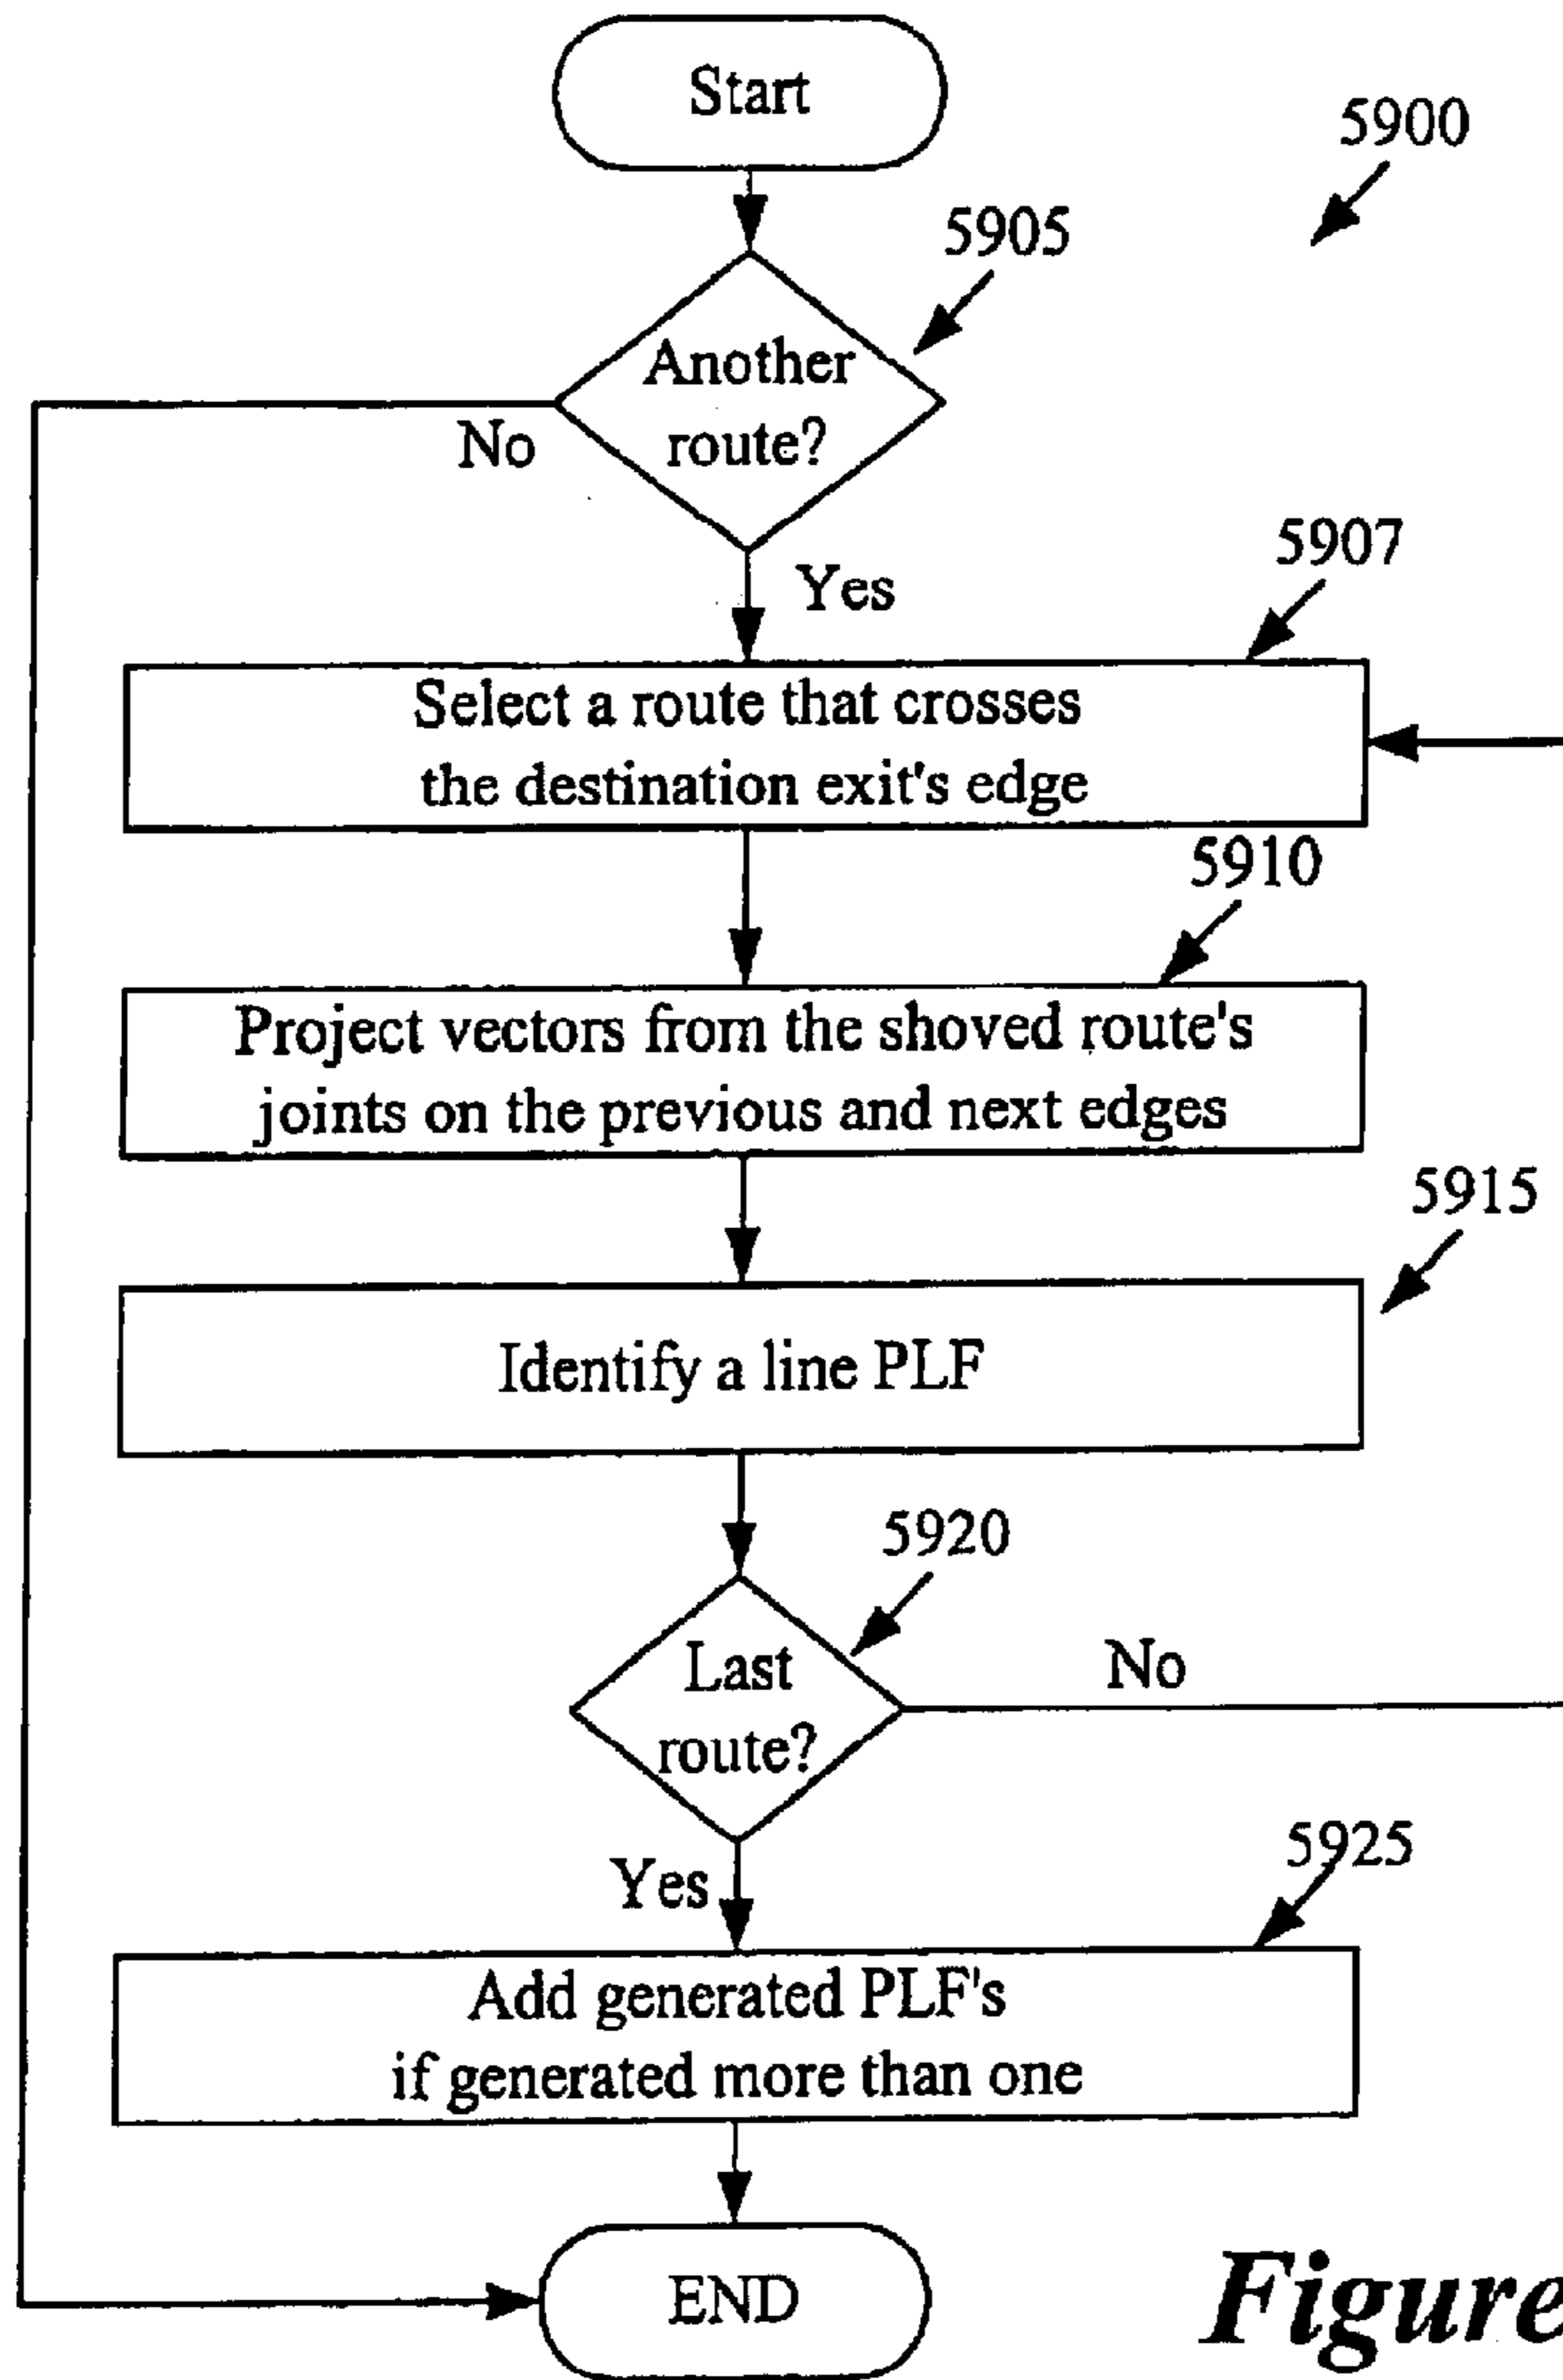 Start
5900
5905
Another
route?
No
Yes
5907
Select a route that crosses
the destination exit's edge
5910
Project vectors from the shoved route's
joints on the previous and next edges
5915
Identify a line PLF
5920
Last
route?
No
Yes
5925
Add generated PLF's
if generated more than one
END
Figure